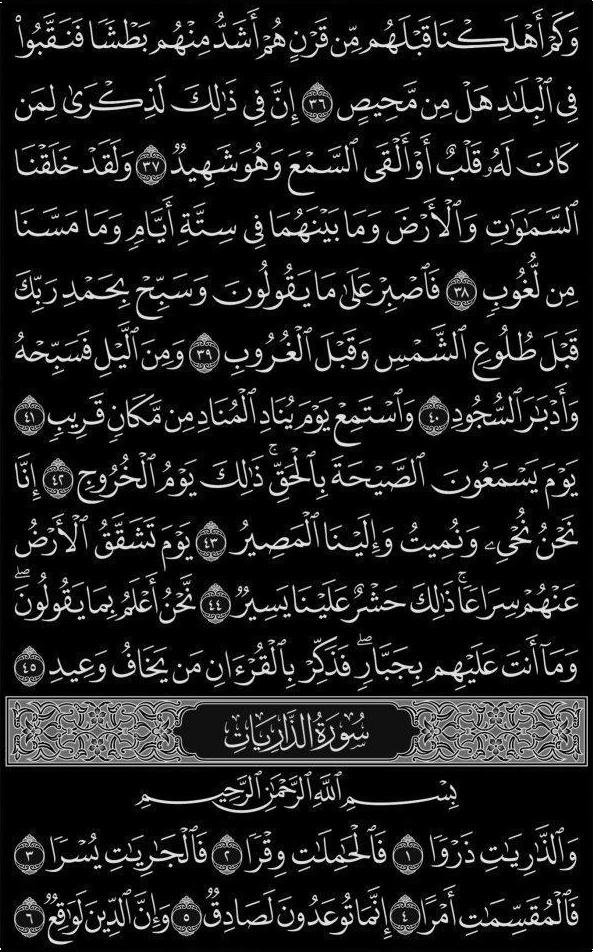 وَكَمْ أَهْلَكْنَا قَبْلَهُم مِّن قَرْنٍ هُمْ أَشَدُّ مِنْهُم بَطْشًا فَنَقَّبُوا۟
فِى ٱلْبِلَٰدِ هَلْ مِن مَّحِيصٍ ٣٦ إِنَّ فِى ذَٰلِكَ لَذِكْرَىٰ لِمَن
كَانَ لَهُۥ قَلْبٌ أَوْ أَلْقَى ٱلسَّمْعَ وَهُوَ شَهِيدٌ ٣٧ وَلَقَدْ خَلَقْنَا
ٱلسَّمَٰوَٰتِ وَٱلْأَرْضَ وَمَا بَيْنَهُمَا فِى سِتَّةِ أَيَّامٍ وَمَا مَسَّنَا
مِن لُّغُوبٍ ٣٨ فَٱصْبِرْ عَلَىٰ مَا يَقُولُونَ وَسَبِّحْ بِحَمْدِ رَبِّكَ
قَبْلَ طُلُوعِ ٱلشَّمْسِ وَقَبْلَ ٱلْغُرُوبِ ٣٩ وَمِنَ ٱلَّيْلِ فَسَبِّحْهُ
وَأَدْبَٰرَ ٱلسُّجُودِ ٤٠ وَٱسْتَمِعْ يَوْمَ يُنَادِ ٱلْمُنَادِ مِن مَّكَانٍ قَرِيبٍ ٤١
يَوْمَ يَسْمَعُونَ ٱلصَّيْحَةَ بِٱلْحَقِّ ۚ ذَٰلِكَ يَوْمُ ٱلْخُرُوجِ ٤٢ إِنَّا
نَحْنُ نُحْىِۦ وَنُمِيتُ وَإِلَيْنَا ٱلْمَصِيرُ ٤٣ يَوْمَ تَشَقَّقُ ٱلْأَرْضُ
عَنْهُمْ سِرَاعًا ۚ ذَٰلِكَ حَشْرٌ عَلَيْنَا يَسِيرٌ ٤٤ نَّحْنُ أَعْلَمُ بِمَا يَقُولُونَ ۖ
وَمَآ أَنتَ عَلَيْهِم بِجَبَّارٍ ۖ فَذَكِّرْ بِٱلْقُرْءَانِ مَن يَخَافُ وَعِيدِ ٤٥
سُورَةُ الذَّارِيَاتِ
بِسْمِ ٱللَّهِ ٱلرَّحْمَٰنِ ٱلرَّحِيمِ
وَٱلذَّٰرِيَٰتِ ذَرْوًا ١ فَٱلْحَٰمِلَٰتِ وِقْرًا ٢ فَٱلْجَٰرِيَٰتِ يُسْرًا ٣
فَٱلْمُقَسِّمَٰتِ أَمْرًا ٤ إِنَّمَا تُوعَدُونَ لَصَادِقٌ ٥ وَإِنَّ ٱلدِّينَ لَوَٰقِعٌ ٦